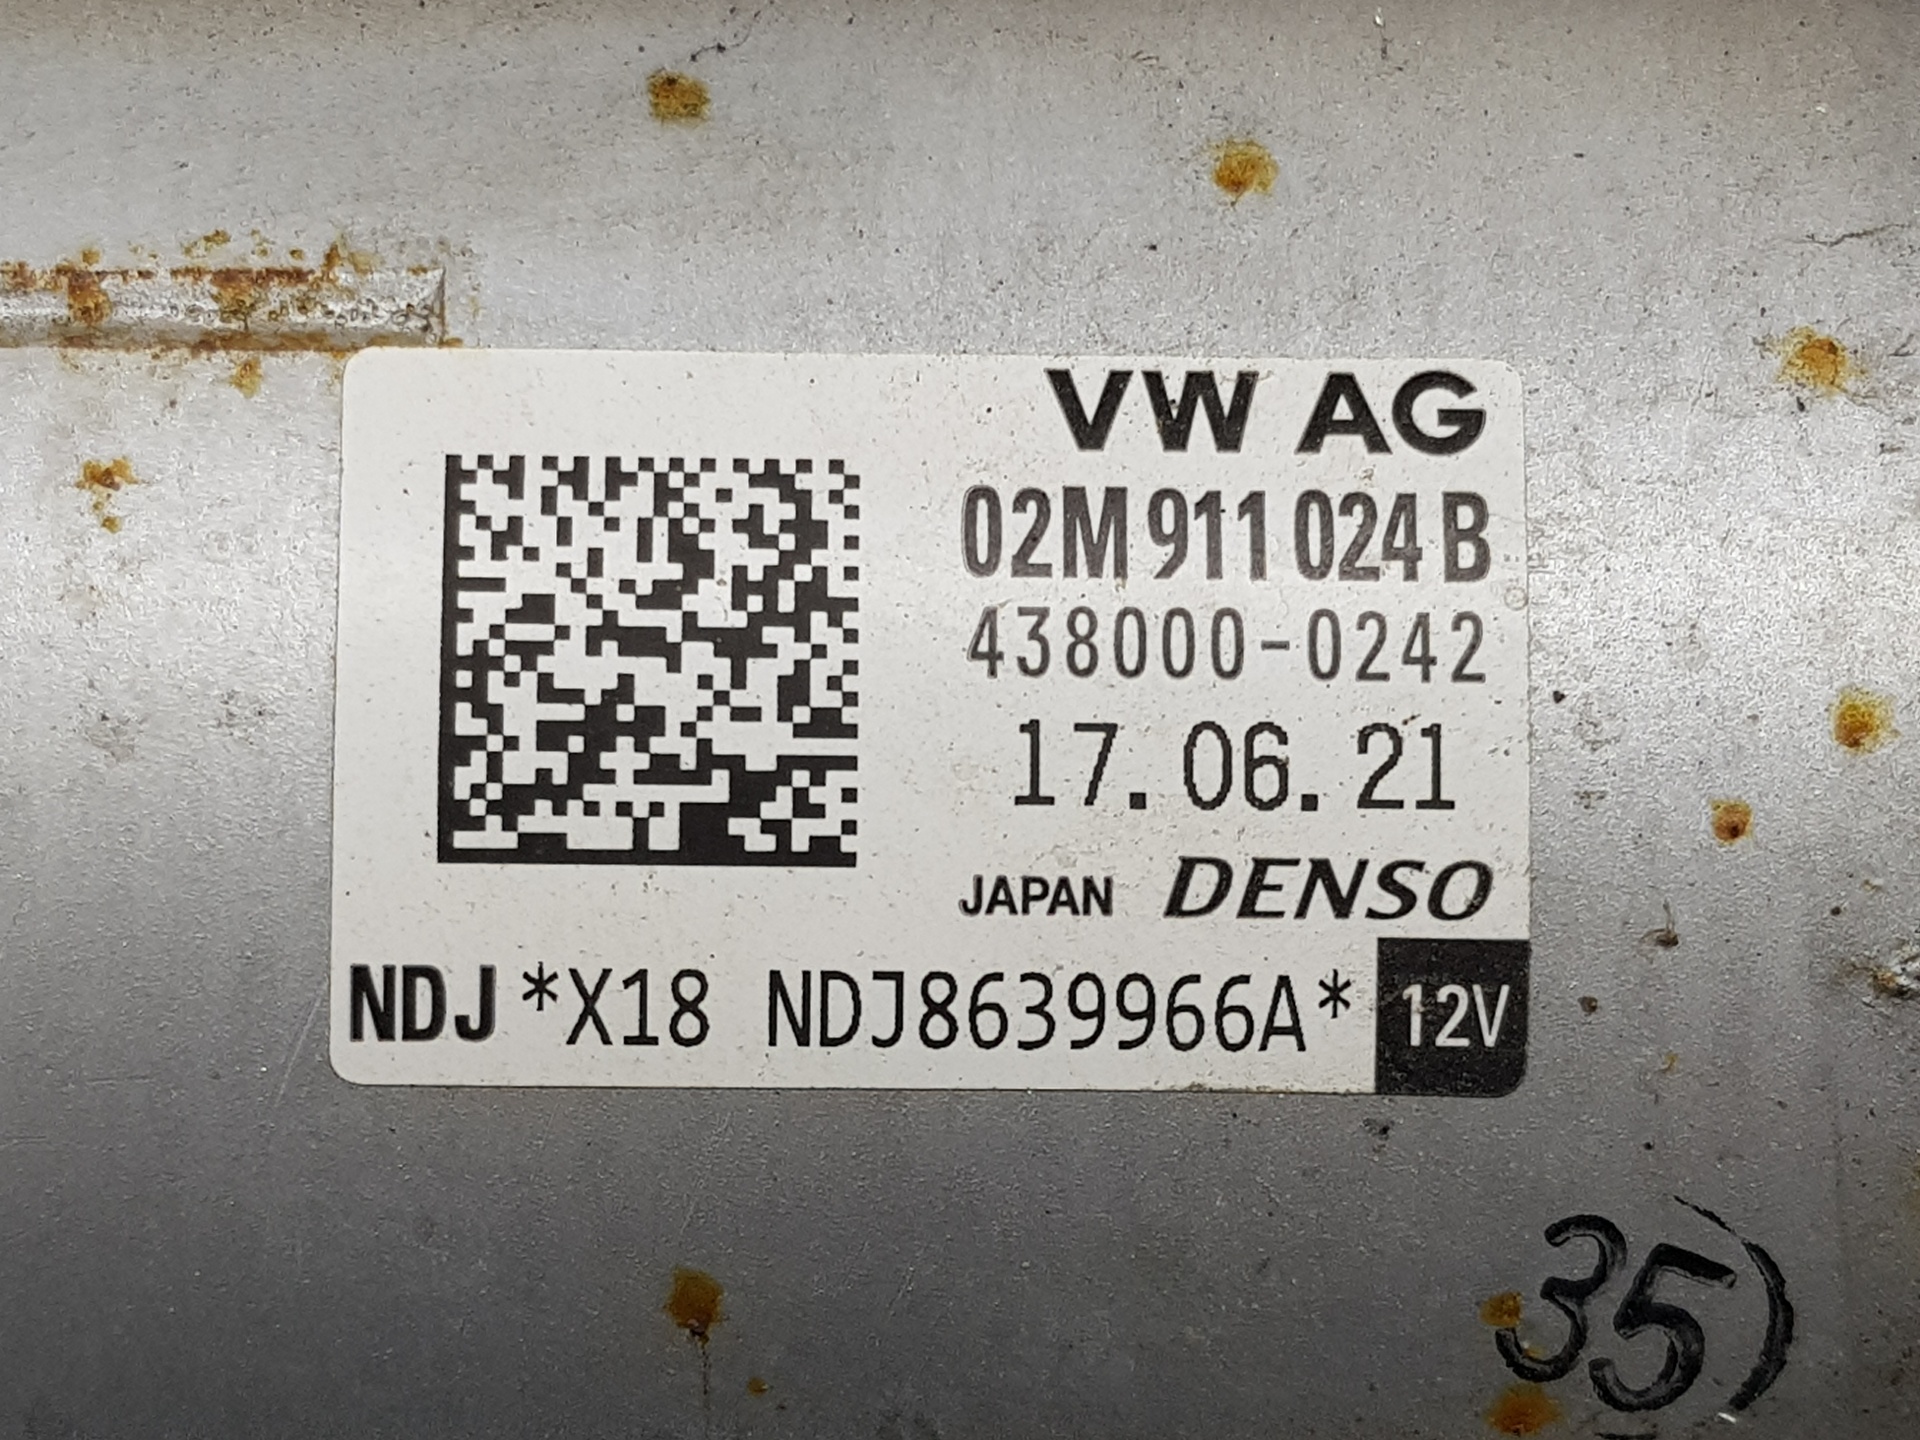 VW AG
02M 911 024 B
438000-0242
17.06.21
JAPAN DENSO
NDJ *X18 NDJ8639966A* 12V
35)